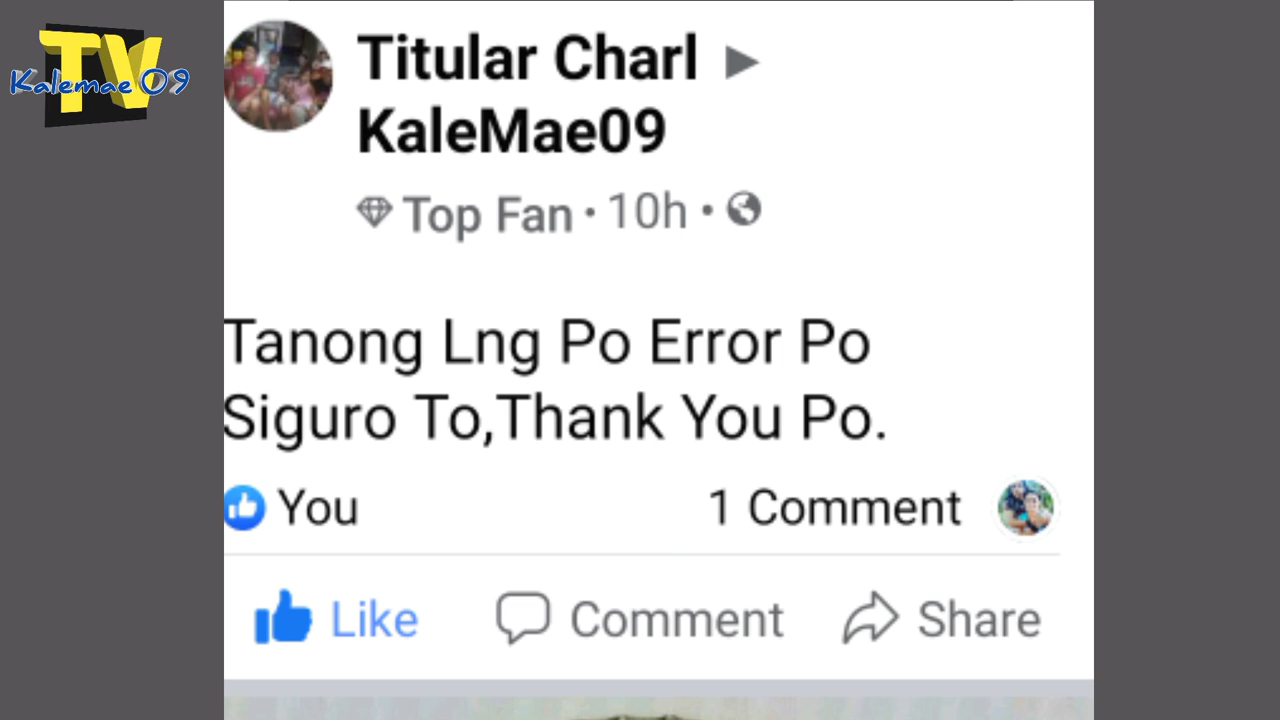 TV
Kalemae 09
Titular Charl
KaleMae09
Top Fan · 10h ·
Tanong Lng Po Error Po
Siguro To,Thank You Po.
You
1 Comment
Like
Comment
Share